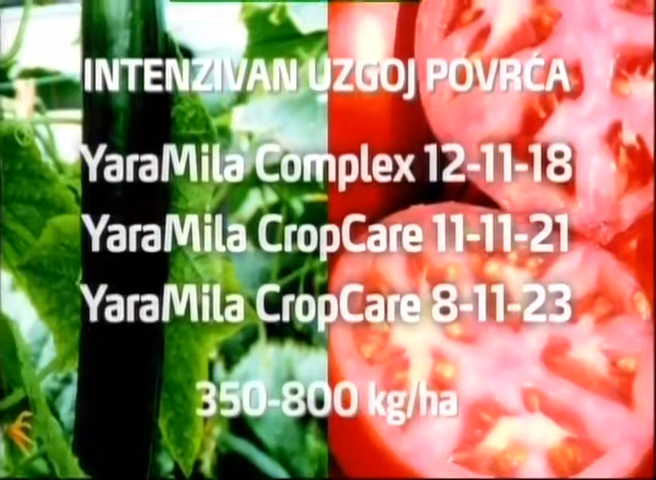 INTENZIVAN UZGOJ POVRĆA
YaraMila Complex 12-11-18
YaraMila CropCare 11-11-21
YaraMila CropCare 8-11-23
350-800 kg/ha